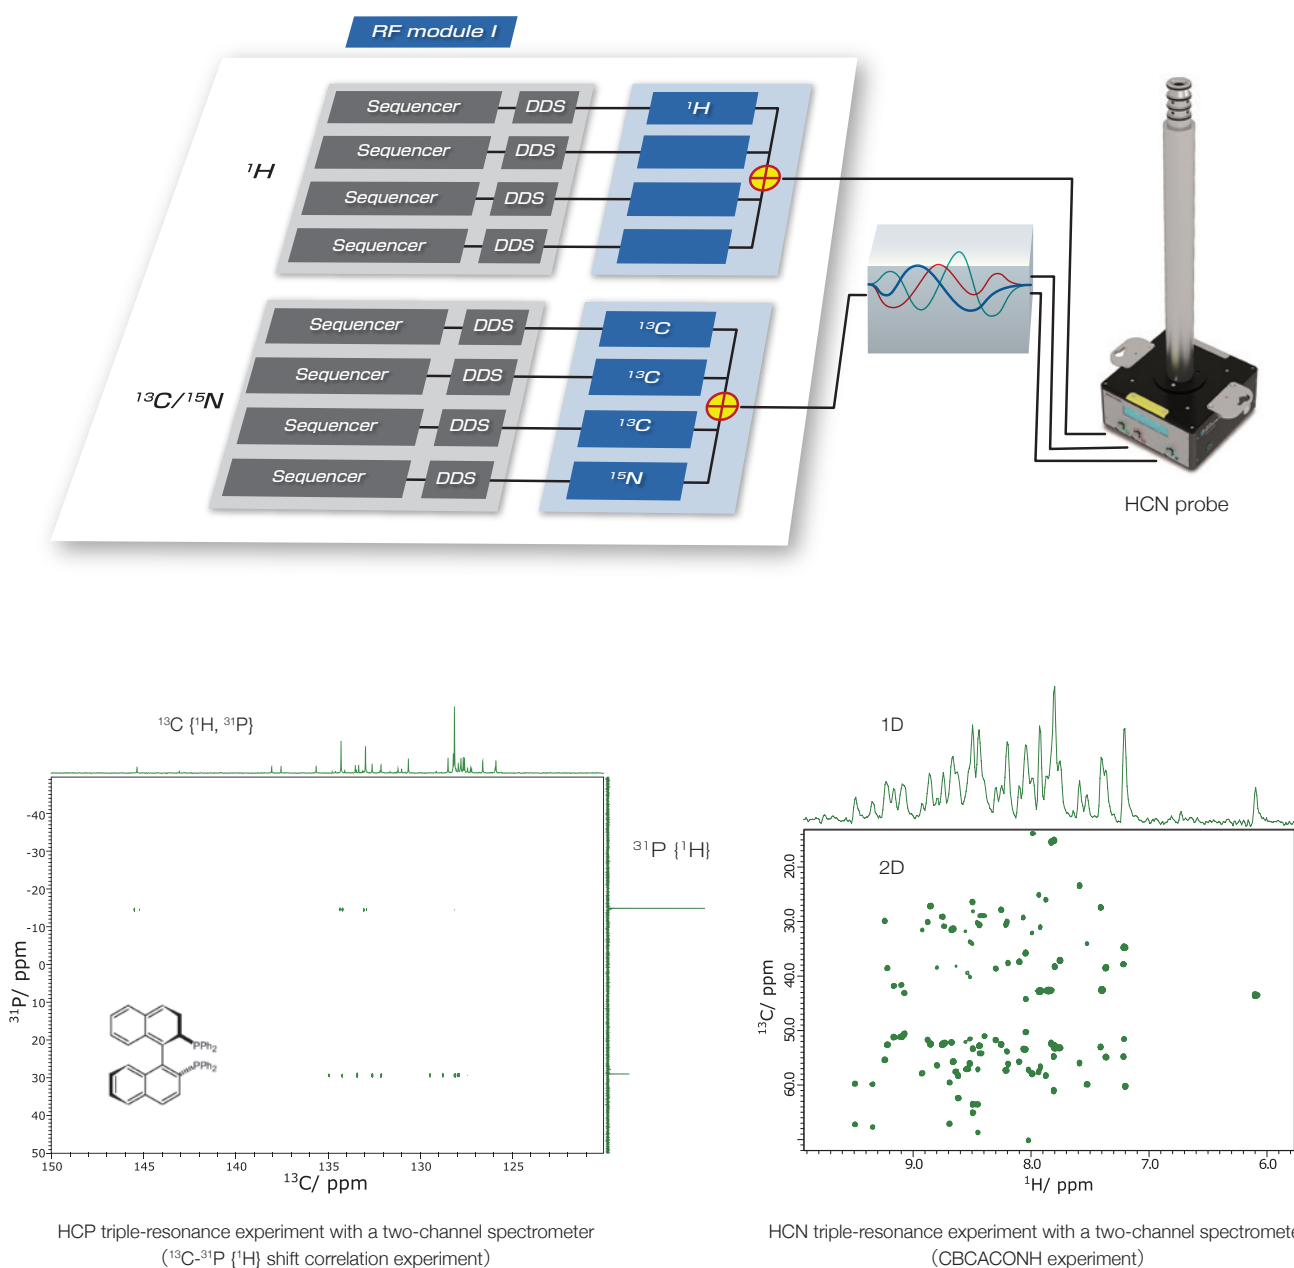 RF module I
¹H
Sequencer DDS ¹H
Sequencer DDS
Sequencer DDS
Sequencer DDS
¹³C/¹⁵N
Sequencer DDS ¹³C
Sequencer DDS ¹³C
Sequencer DDS ¹³C
Sequencer DDS ¹⁵N
HCN probe
¹³C {¹H, ³¹P}
³¹P {¹H}
³¹P/ ppm
-40
-30
-20
-10
0
10
20
30
40
50
PPh₂
PPh₂
150 145 140 135 130 125
¹³C/ ppm
HCP triple-resonance experiment with a two-channel spectrometer
(¹³C-³¹P {¹H} shift correlation experiment)
1D
2D
¹³C/ ppm
20.0
30.0
40.0
50.0
60.0
9.0 8.0 7.0 6.0
¹H/ ppm
HCN triple-resonance experiment with a two-channel spectromete
(CBCACONH experiment)